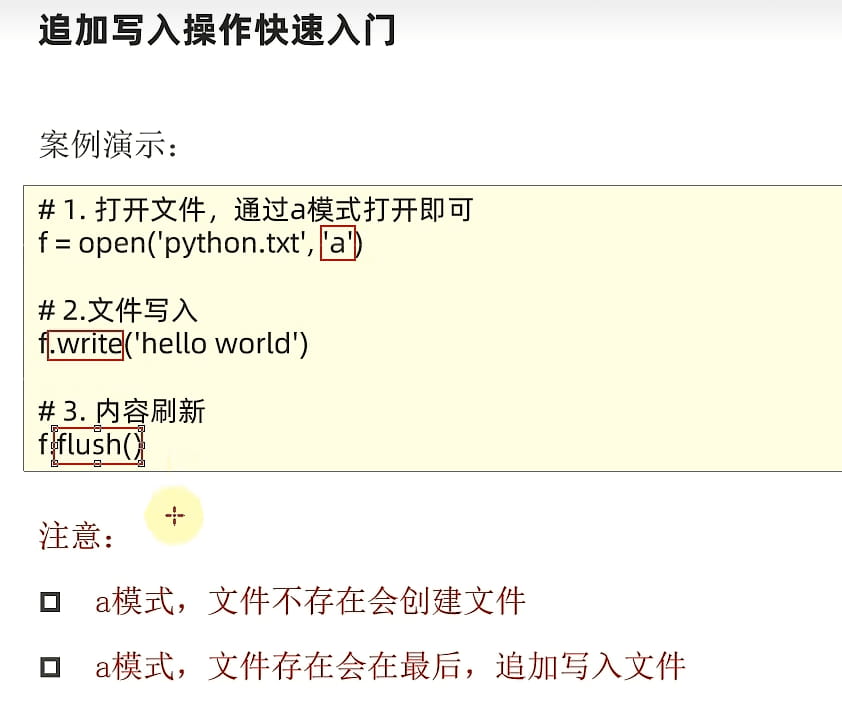 追加写入操作快速入门
案例演示：
# 1. 打开文件，通过a模式打开即可
f = open('python.txt', 'a')
# 2.文件写入
f.write('hello world')
# 3. 内容刷新
f.flush()
注意：
a模式，文件不存在会创建文件
a模式，文件存在会在最后，追加写入文件